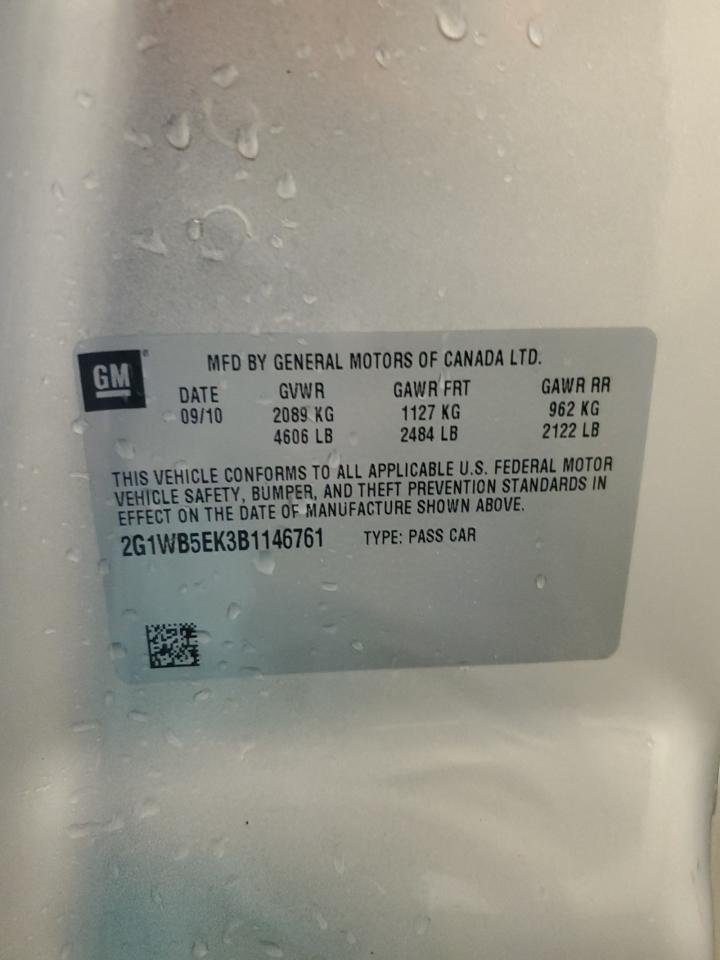 GM
MFD BY GENERAL MOTORS OF CANADA LTD.
DATE GVWR GAWR FRT GAWR RR
09/10 2089 KG 1127 KG 962 KG
4606 LB 2484 LB 2122 LB
THIS VEHICLE CONFORMS TO ALL APPLICABLE U.S. FEDERAL MOTOR
VEHICLE SAFETY, BUMPER, AND THEFT PREVENTION STANDARDS IN
EFFECT ON THE DATE OF MANUFACTURE SHOWN ABOVE.
2G1WB5EK3B1146761 TYPE: PASS CAR